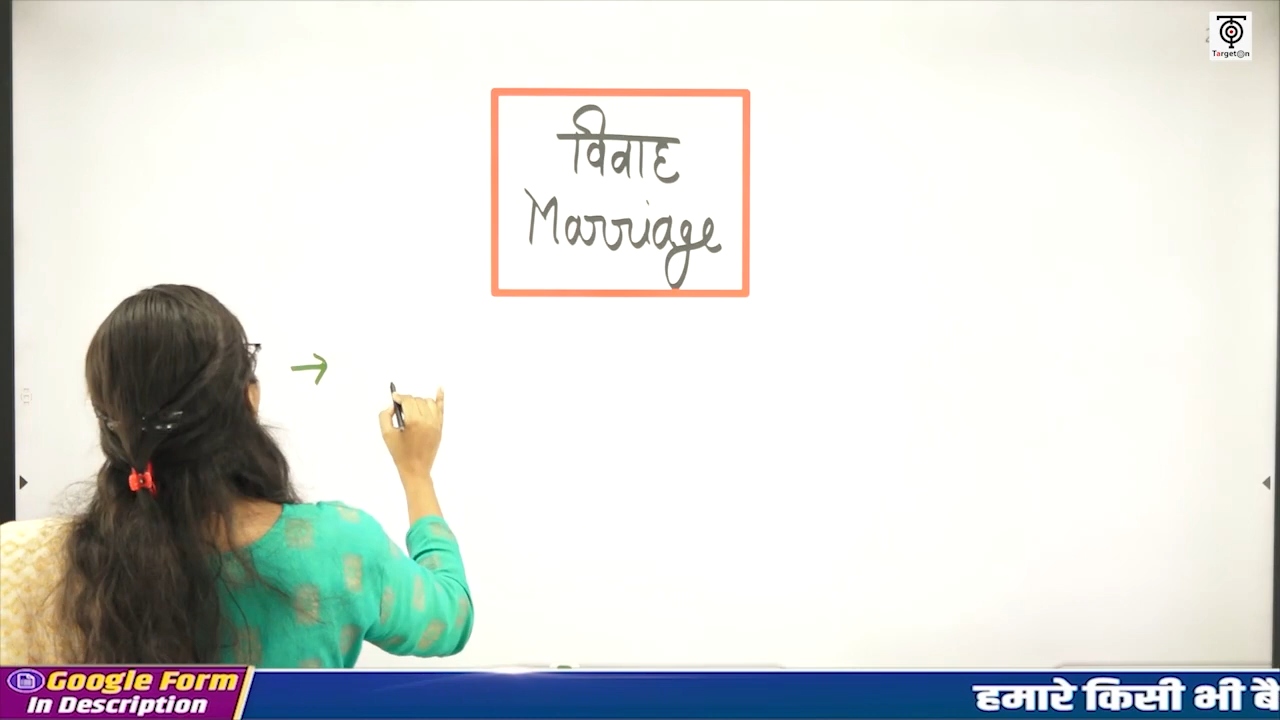 TargetOn
विवाह
Marriage
Google Form
In Description
हमारे किसी भी